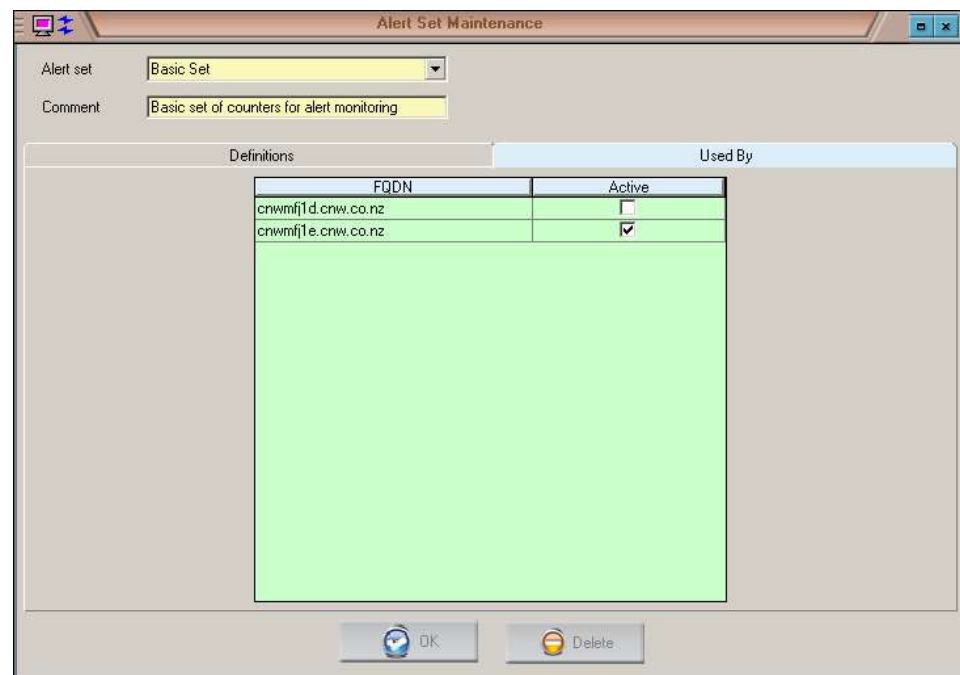 Alert Set Maintenance
Alert set Basic Set
Comment Basic set of counters for alert monitoring
Definitions Used By
FQDN Active
cnwmfj1d.cnw.co.nz
cnwmfj1e.cnw.co.nz
OK Delete